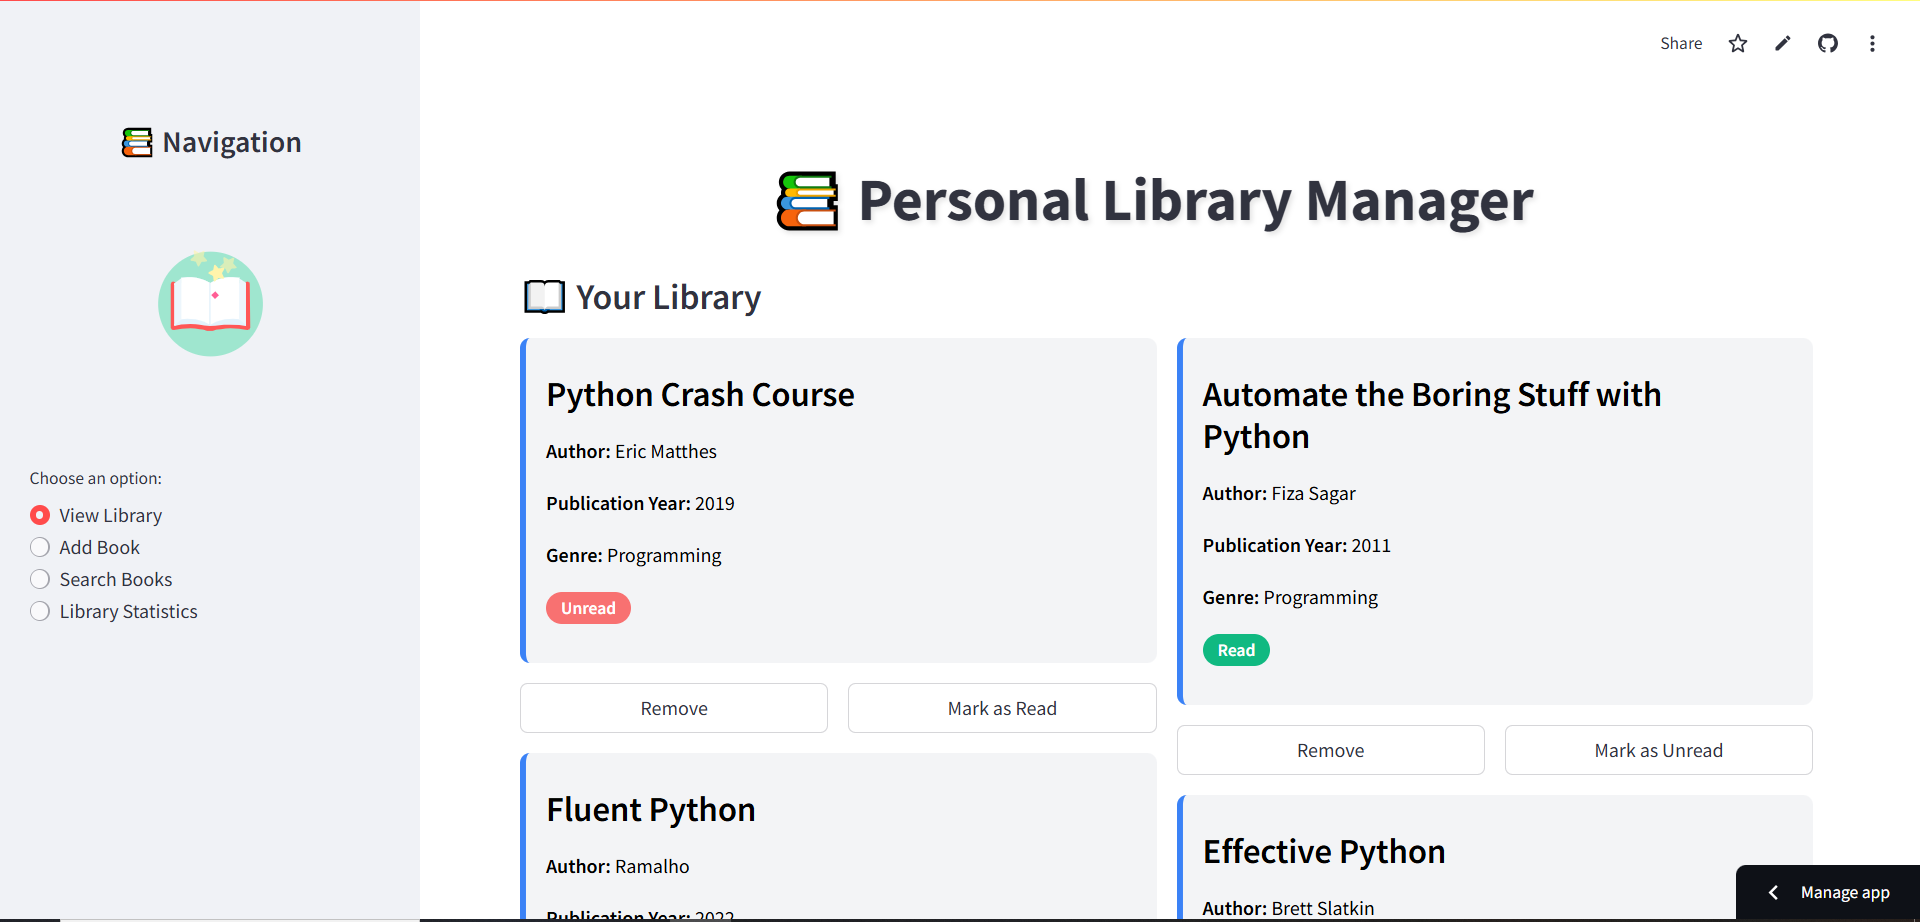 Share
Navigation
Choose an option:
View Library
Add Book
Search Books
Library Statistics
Personal Library Manager
Your Library
Python Crash Course
Author: Eric Matthes
Publication Year: 2019
Genre: Programming
Unread
Remove
Mark as Read
Automate the Boring Stuff with
Python
Author: Fiza Sagar
Publication Year: 2011
Genre: Programming
Read
Remove
Mark as Unread
Fluent Python
Author: Ramalho
Publication Year: 2022
Effective Python
Author: Brett Slatkin
Manage app